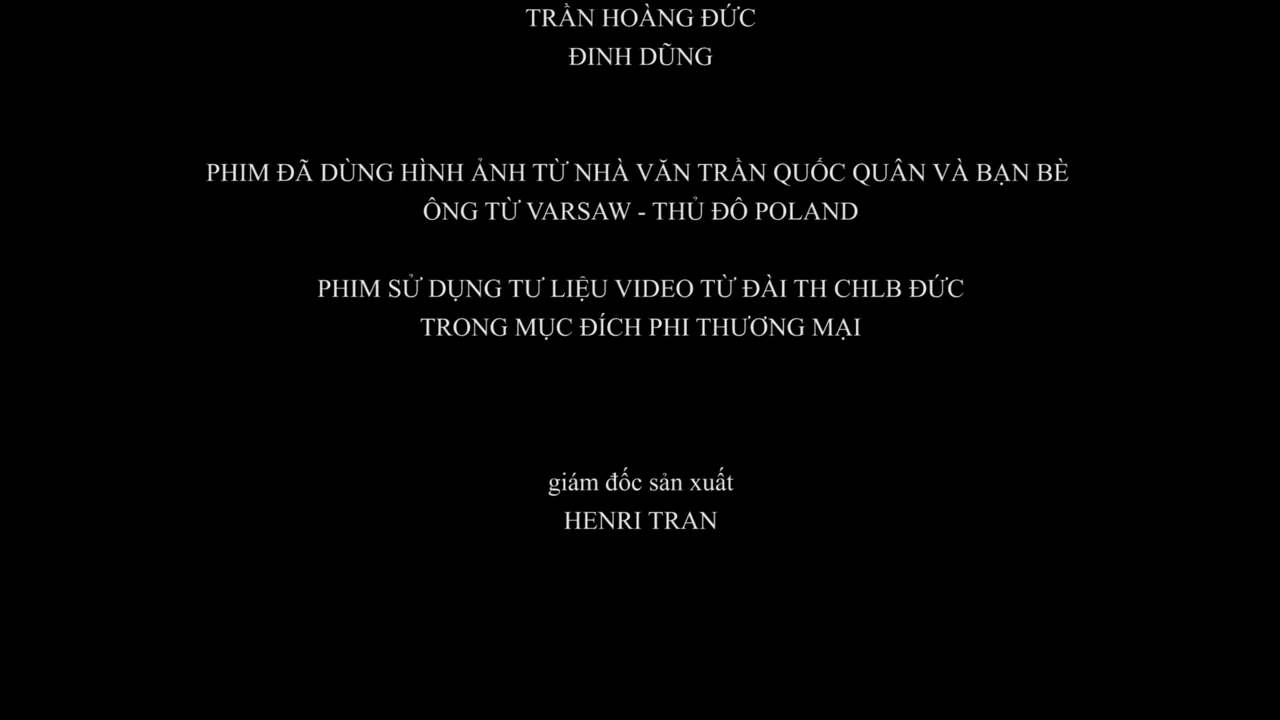 TRẦN HOÀNG ĐỨC
ĐINH DŨNG
PHIM ĐÃ DÙNG HÌNH ẢNH TỪ NHÀ VĂN TRẦN QUỐC QUÂN VÀ BẠN BÈ
ÔNG TỪ VARSAW - THỦ ĐÔ POLAND
PHIM SỬ DỤNG TƯ LIỆU VIDEO TỪ ĐÀI TH CHLB ĐỨC
TRONG MỤC ĐÍCH PHI THƯƠNG MẠI
giám đốc sản xuất
HENRI TRAN